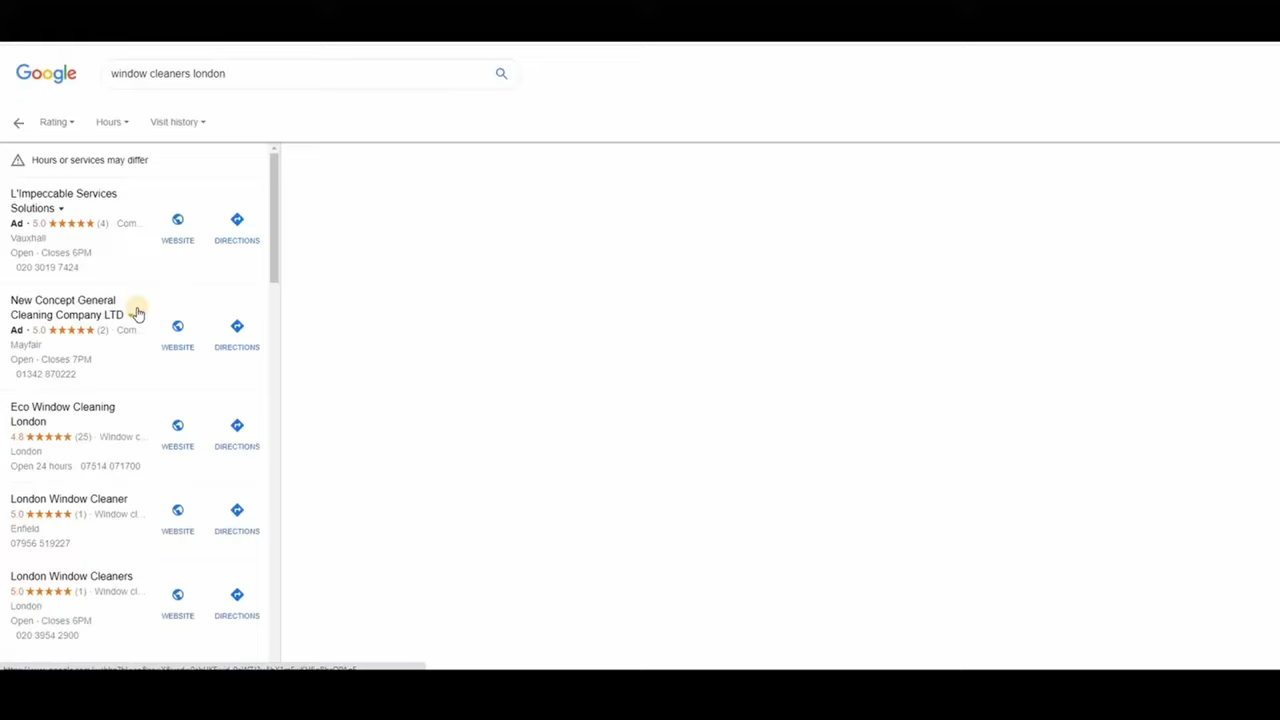 Google
window cleaners london
Rating
Hours
Visit history
Hours or services may differ
L'Impeccable Services
Solutions
Ad · 5.0 (4) · Com...
Vauxhall
Open · Closes 6PM
020 3019 7424
WEBSITE
DIRECTIONS
New Concept General
Cleaning Company LTD
Ad · 5.0 (2) · Com...
Mayfair
Open · Closes 7PM
01342 870222
WEBSITE
DIRECTIONS
Eco Window Cleaning
London
4.8 (25) · Window c...
London
Open 24 hours 07514 071700
WEBSITE
DIRECTIONS
London Window Cleaner
5.0 (1) · Window cl...
Enfield
07956 519227
WEBSITE
DIRECTIONS
London Window Cleaners
5.0 (1) · Window cl...
London
Open · Closes 6PM
020 3954 2900
WEBSITE
DIRECTIONS